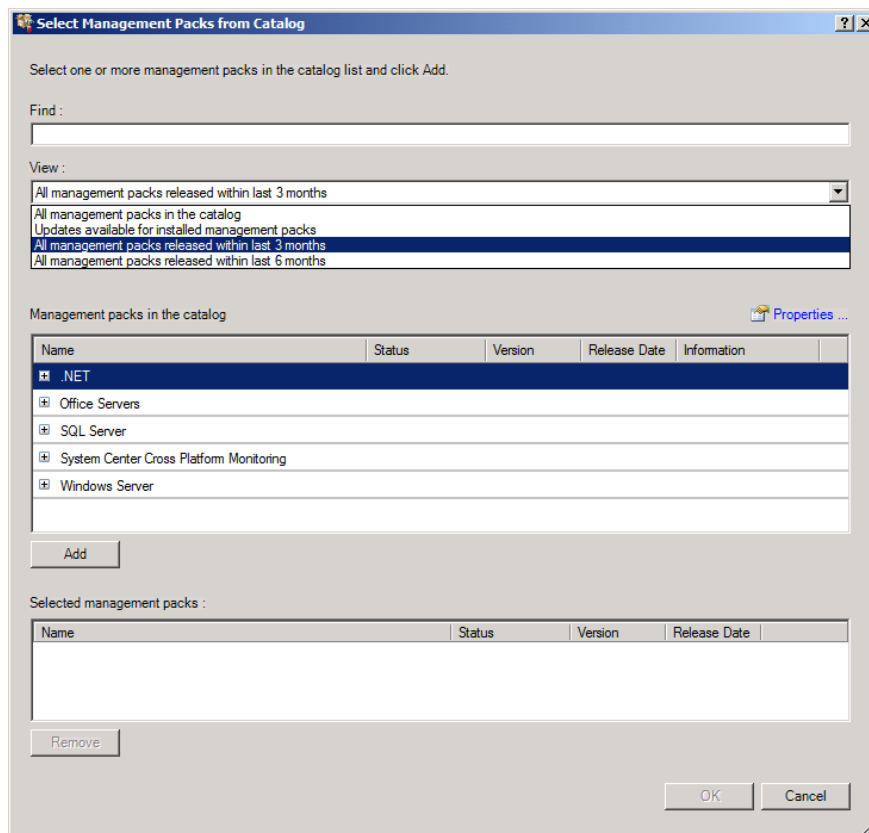 Select Management Packs from Catalog
Select one or more management packs in the catalog list and click Add.
Find :
View :
All management packs released within last 3 months
All management packs in the catalog
Updates available for installed management packs
All management packs released within last 3 months
All management packs released within last 6 months
Management packs in the catalog Properties ...
Name Status Version Release Date Information
.NET
Office Servers
SQL Server
System Center Cross Platform Monitoring
Windows Server
Add
Selected management packs :
Name Status Version Release Date
Remove
OK Cancel